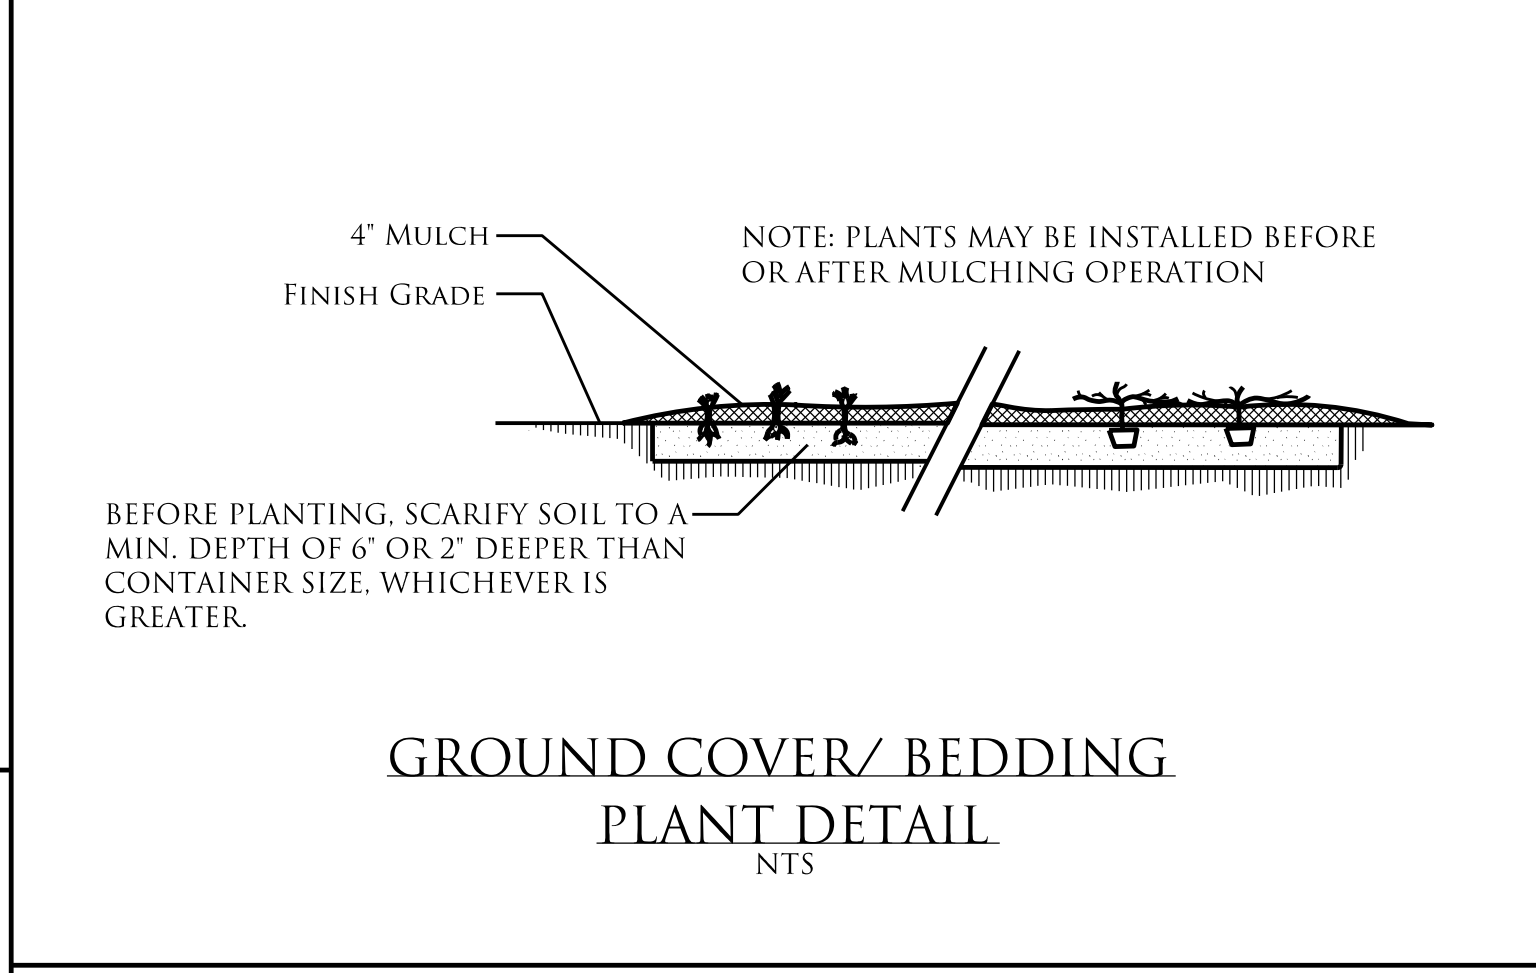 4" MULCH
FINISH GRADE
NOTE: PLANTS MAY BE INSTALLED BEFORE
OR AFTER MULCHING OPERATION
BEFORE PLANTING, SCARIFY SOIL TO A
MIN. DEPTH OF 6" OR 2" DEEPER THAN
CONTAINER SIZE, WHICHEVER IS
GREATER.
GROUND COVER/ BEDDING
PLANT DETAIL
NTS